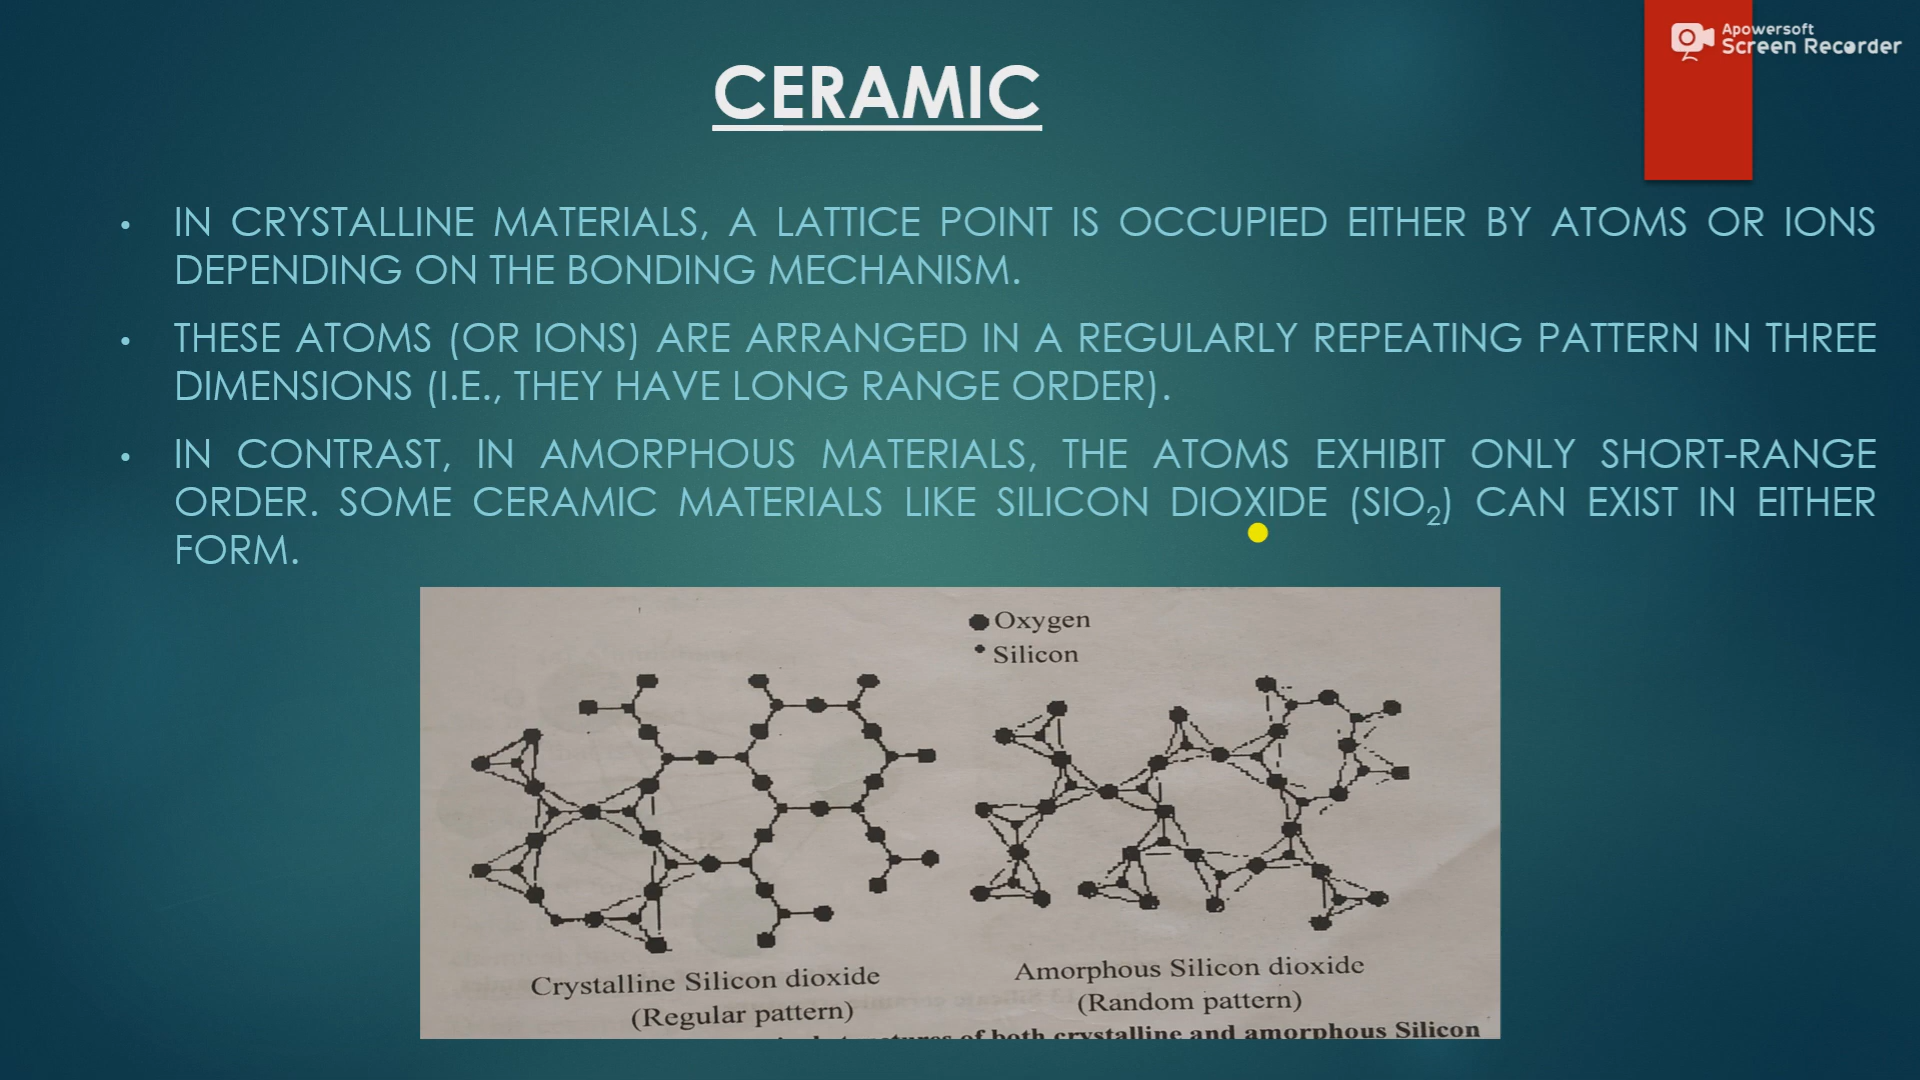 Apowersoft
Screen Recorder
CERAMIC
• IN CRYSTALLINE MATERIALS, A LATTICE POINT IS OCCUPIED EITHER BY ATOMS OR IONS
DEPENDING ON THE BONDING MECHANISM.
• THESE ATOMS (OR IONS) ARE ARRANGED IN A REGULARLY REPEATING PATTERN IN THREE
DIMENSIONS (I.E., THEY HAVE LONG RANGE ORDER).
• IN CONTRAST, IN AMORPHOUS MATERIALS, THE ATOMS EXHIBIT ONLY SHORT-RANGE
ORDER. SOME CERAMIC MATERIALS LIKE SILICON DIOXIDE (SIO₂) CAN EXIST IN EITHER
FORM.
Oxygen
Silicon
Crystalline Silicon dioxide
(Regular pattern)
Amorphous Silicon dioxide
(Random pattern)
of both crystalline and amorphous Silicon